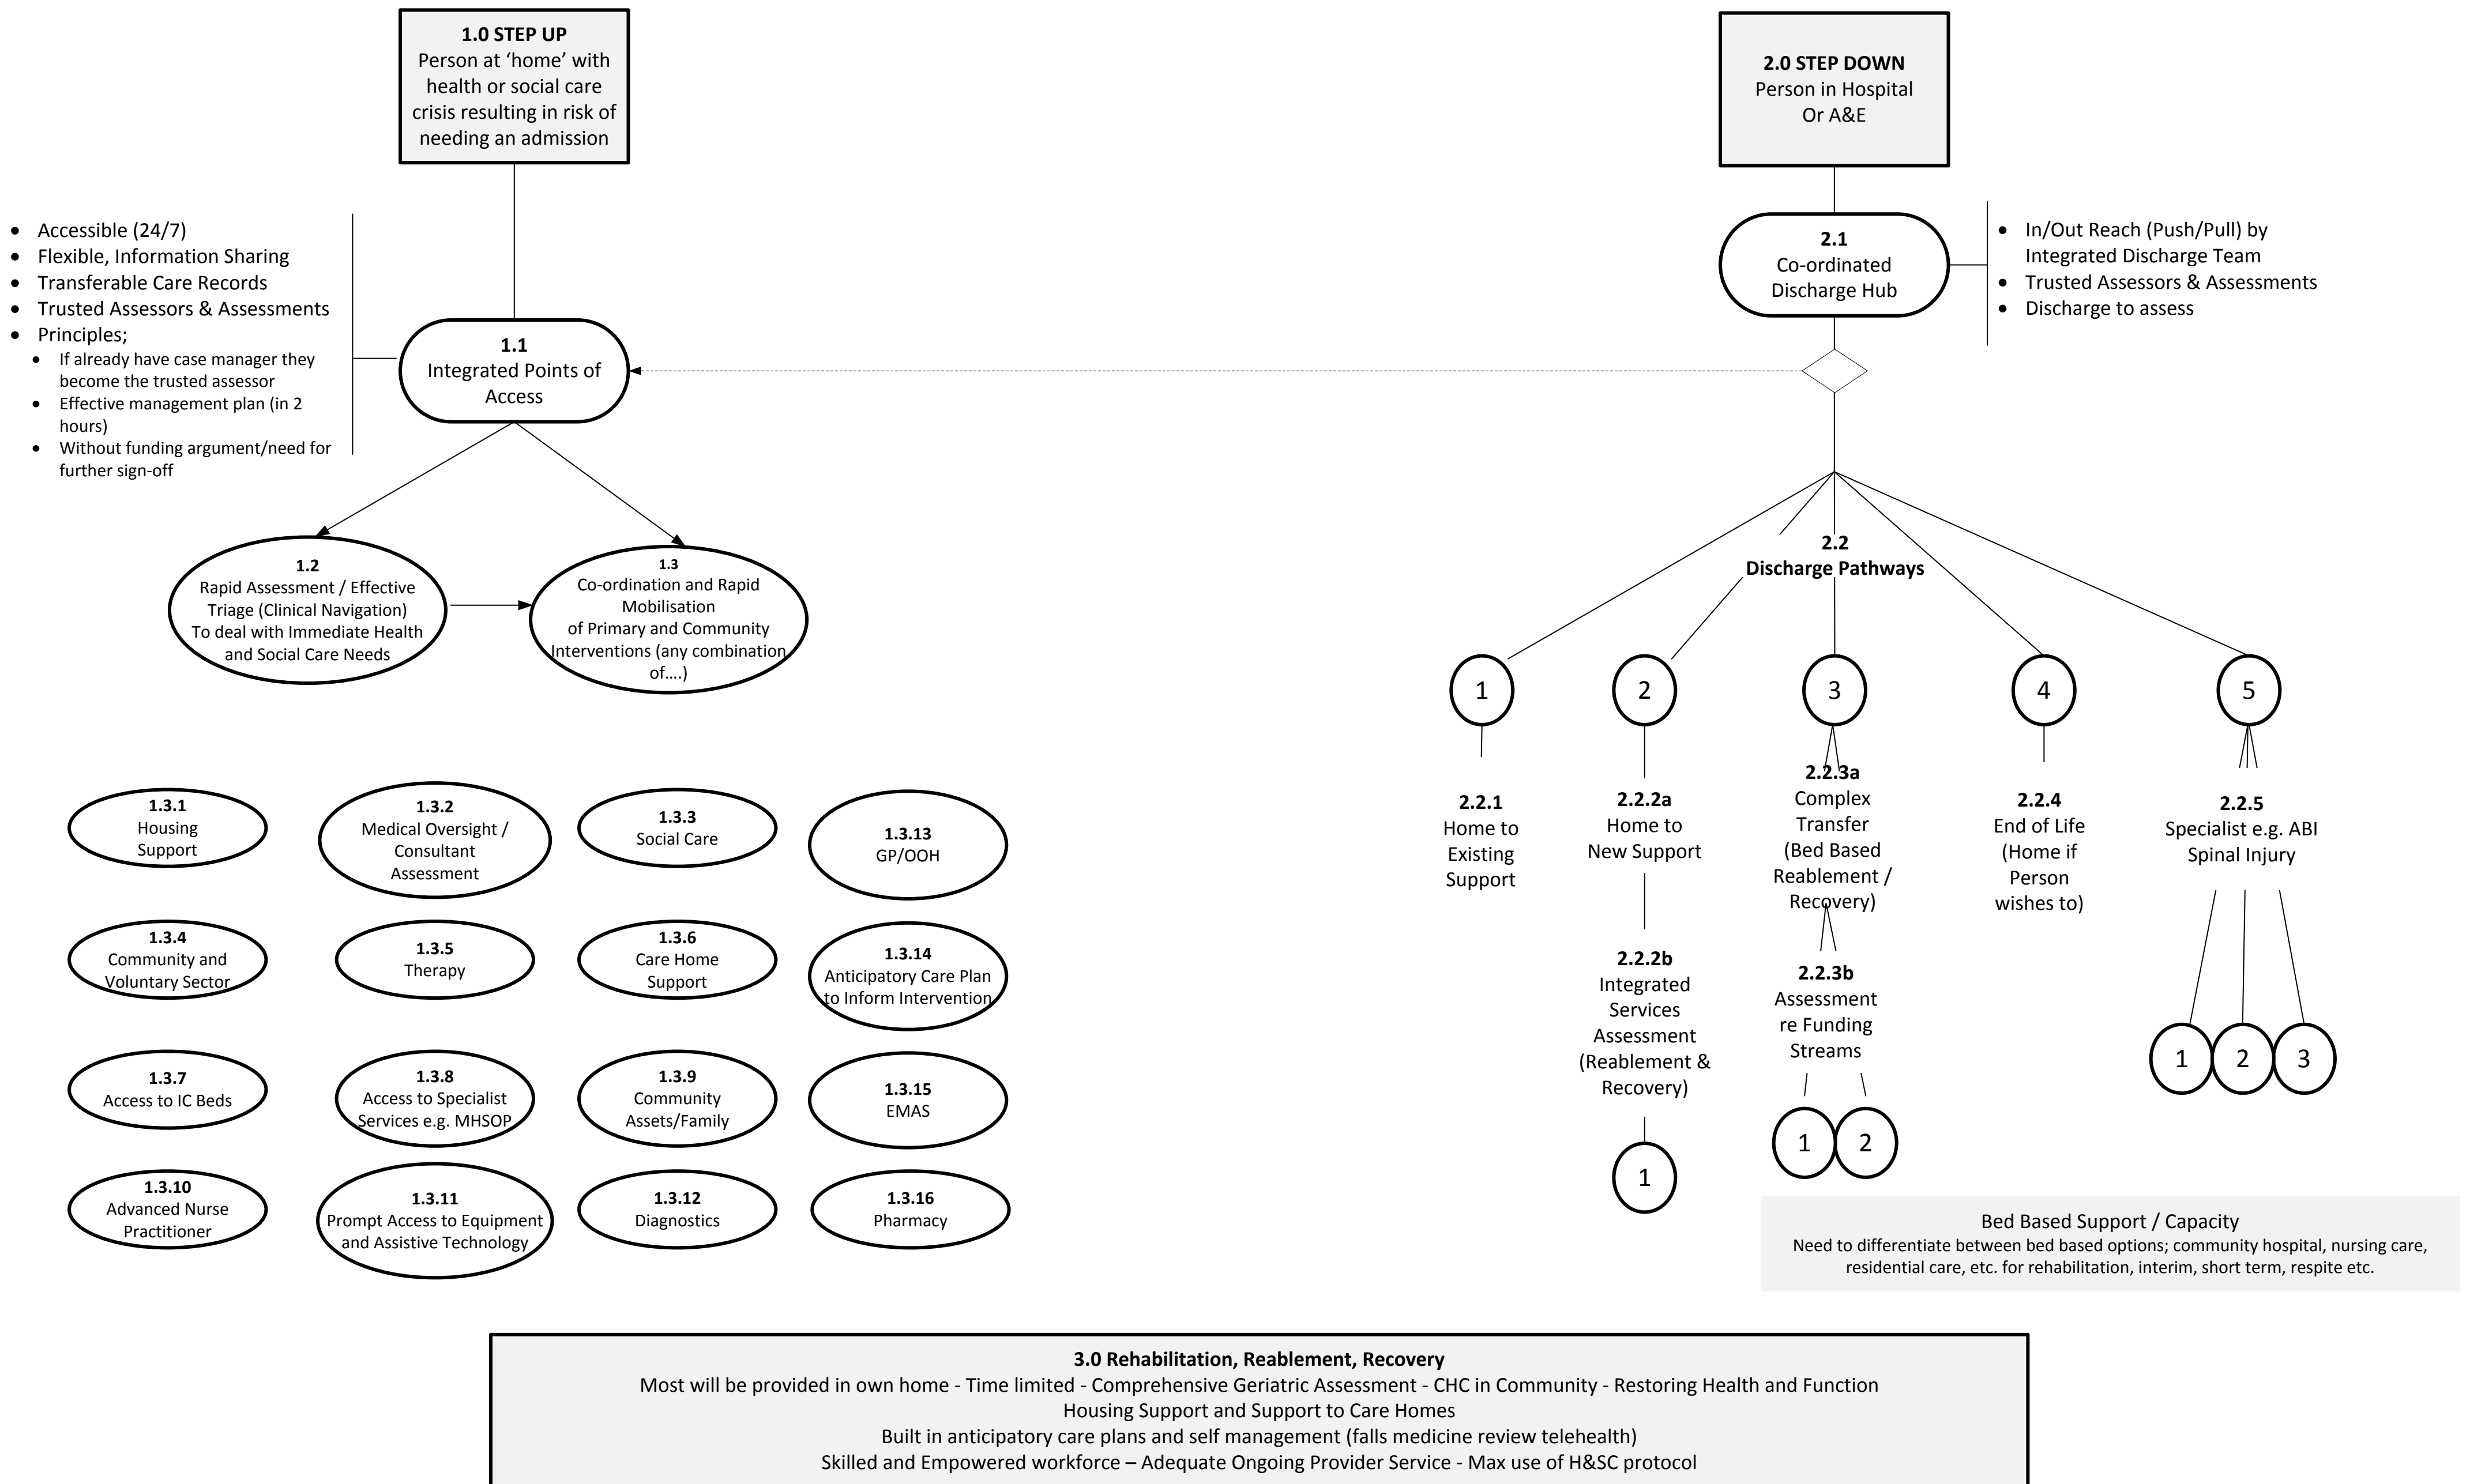 1.0 STEP UP
Person at ‘home’ with
health or social care
crisis resulting in risk of
needing an admission
2.0 STEP DOWN
Person in Hospital
Or A&E
• Accessible (24/7)
• Flexible, Information Sharing
• Transferable Care Records
• Trusted Assessors & Assessments
• Principles;
• If already have case manager they
become the trusted assessor
• Effective management plan (in 2
hours)
• Without funding argument/need for
further sign-off
1.1
Integrated Points of
Access
2.1
Co-ordinated
Discharge Hub
• In/Out Reach (Push/Pull) by
Integrated Discharge Team
• Trusted Assessors & Assessments
• Discharge to assess
1.2
Rapid Assessment / Effective
Triage (Clinical Navigation)
To deal with Immediate Health
and Social Care Needs
1.3
Co-ordination and Rapid
Mobilisation
of Primary and Community
Interventions (any combination
of....)
2.2
Discharge Pathways
1
2
3
4
5
1.3.1
Housing
Support
1.3.2
Medical Oversight /
Consultant
Assessment
1.3.3
Social Care
1.3.13
GP/OOH
1.3.4
Community and
Voluntary Sector
1.3.5
Therapy
1.3.6
Care Home
Support
1.3.14
Anticipatory Care Plan
to Inform Intervention
1.3.7
Access to IC Beds
1.3.8
Access to Specialist
Services e.g. MHSOP
1.3.9
Community
Assets/Family
1.3.15
EMAS
1.3.10
Advanced Nurse
Practitioner
1.3.11
Prompt Access to Equipment
and Assistive Technology
1.3.12
Diagnostics
1.3.16
Pharmacy
2.2.1
Home to
Existing
Support
2.2.2a
Home to
New Support
2.2.2b
Integrated
Services
Assessment
(Reablement &
Recovery)
1
2.2.3a
Complex
Transfer
(Bed Based
Reablement /
Recovery)
2.2.3b
Assessment
re Funding
Streams
1
2
2.2.4
End of Life
(Home if
Person
wishes to)
2.2.5
Specialist e.g. ABI
Spinal Injury
1
2
3
Bed Based Support / Capacity
Need to differentiate between bed based options; community hospital, nursing care,
residential care, etc. for rehabilitation, interim, short term, respite etc.
3.0 Rehabilitation, Reablement, Recovery
Most will be provided in own home - Time limited - Comprehensive Geriatric Assessment - CHC in Community - Restoring Health and Function
Housing Support and Support to Care Homes
Built in anticipatory care plans and self management (falls medicine review telehealth)
Skilled and Empowered workforce – Adequate Ongoing Provider Service - Max use of H&SC protocol